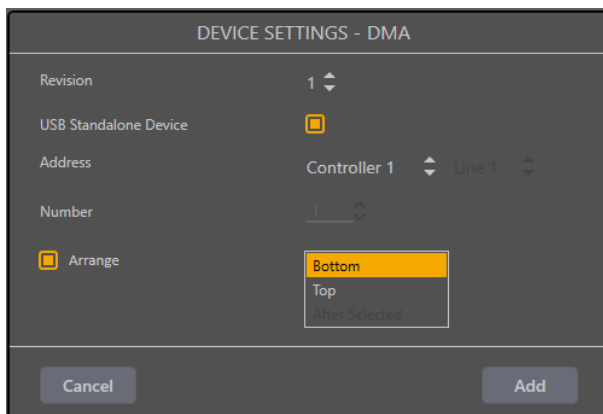 DEVICE SETTINGS - DMA
Revision 1
USB Standalone Device
Address Controller 1 Line 1
Number 1
Arrange Bottom
Top
After Selected
Cancel Add